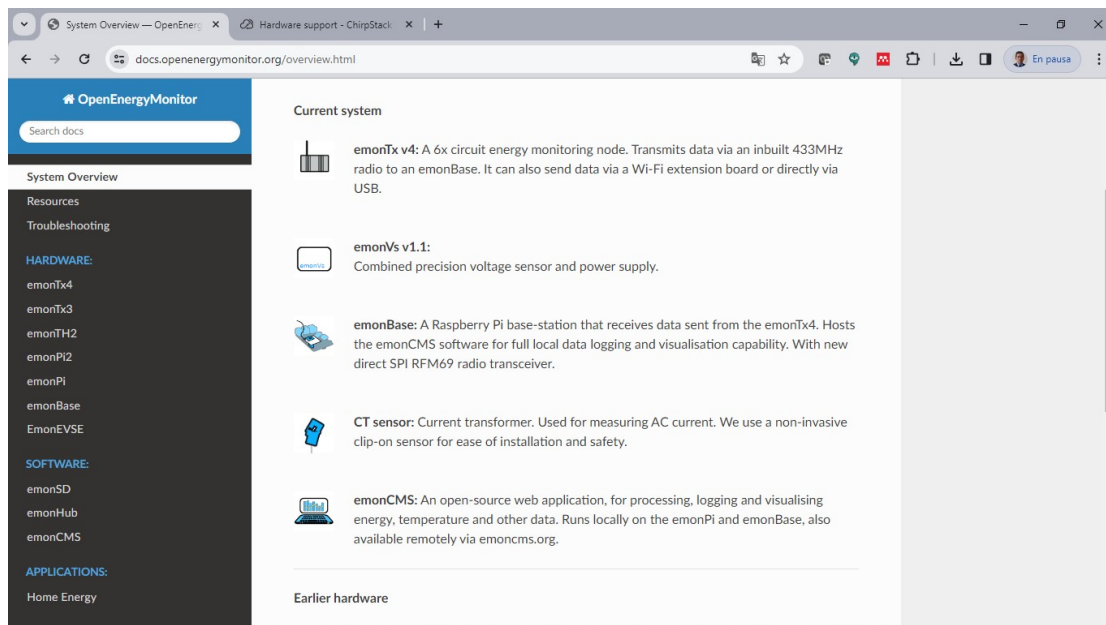 System Overview — OpenEnerg
Hardware support - ChirpStack
docs.openenergymonitor.org/overview.html
En pausa
OpenEnergyMonitor
Search docs
System Overview
Resources
Troubleshooting
HARDWARE:
emonTx4
emonTx3
emonTH2
emonPi2
emonPi
emonBase
EmonEVSE
SOFTWARE:
emonSD
emonHub
emonCMS
APPLICATIONS:
Home Energy
Current system
emonTx v4: A 6x circuit energy monitoring node. Transmits data via an inbuilt 433MHz
radio to an emonBase. It can also send data via a Wi-Fi extension board or directly via
USB.
emonVs
emonVs v1.1:
Combined precision voltage sensor and power supply.
emonBase: A Raspberry Pi base-station that receives data sent from the emonTx4. Hosts
the emonCMS software for full local data logging and visualisation capability. With new
direct SPI RFM69 radio transceiver.
CT sensor: Current transformer. Used for measuring AC current. We use a non-invasive
clip-on sensor for ease of installation and safety.
emonCMS: An open-source web application, for processing, logging and visualising
energy, temperature and other data. Runs locally on the emonPi and emonBase, also
available remotely via emoncms.org.
Earlier hardware